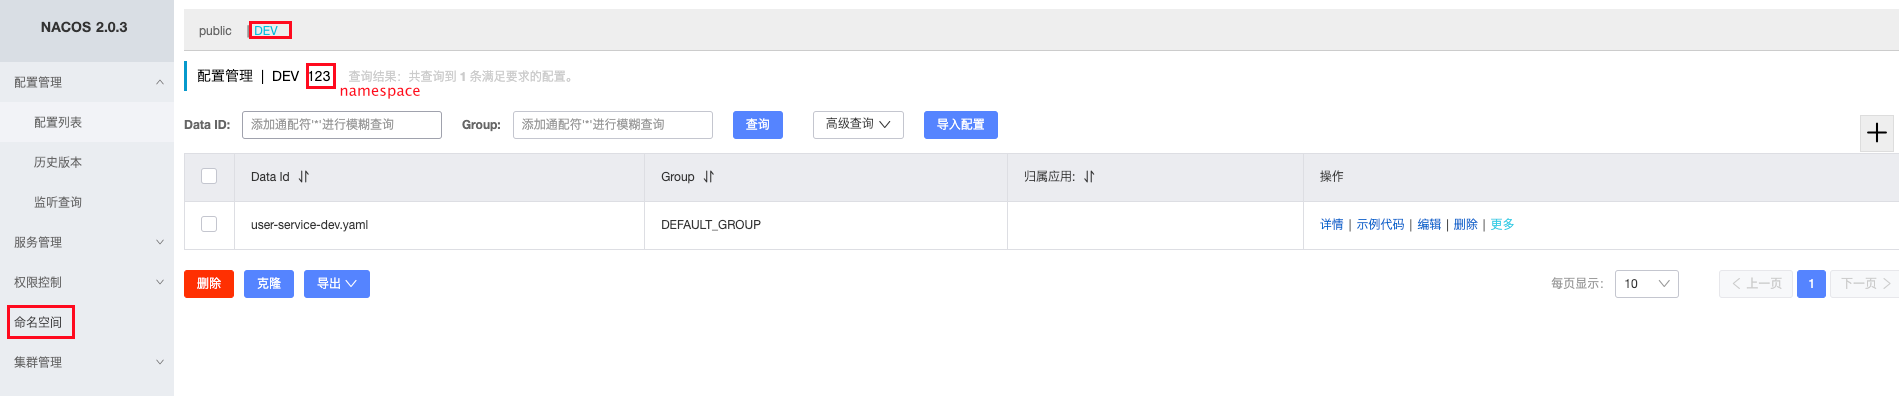 NACOS 2.0.3
配置管理
配置列表
历史版本
监听查询
服务管理
权限控制
命名空间
集群管理
public | DEV
配置管理 | DEV 123 查询结果：共查询到 1 条满足要求的配置。
namespace
Data ID: 添加通配符'*'进行模糊查询 Group: 添加通配符'*'进行模糊查询 查询 高级查询 导入配置
Data Id Group 归属应用: 操作
user-service-dev.yaml DEFAULT_GROUP 详情 | 示例代码 | 编辑 | 删除 | 更多
删除 克隆 导出 每页显示： 10 上一页 1 下一页